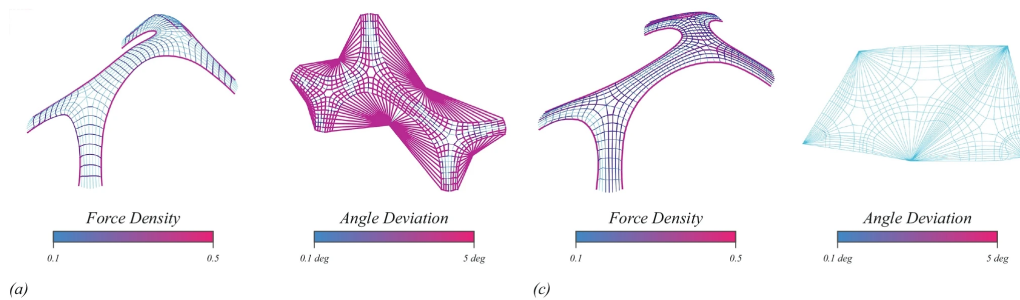 Force Density
0.1 0.5
Angle Deviation
0.1 deg 5 deg
Force Density
0.1 0.5
Angle Deviation
0.1 deg 5 deg
(a)
(c)